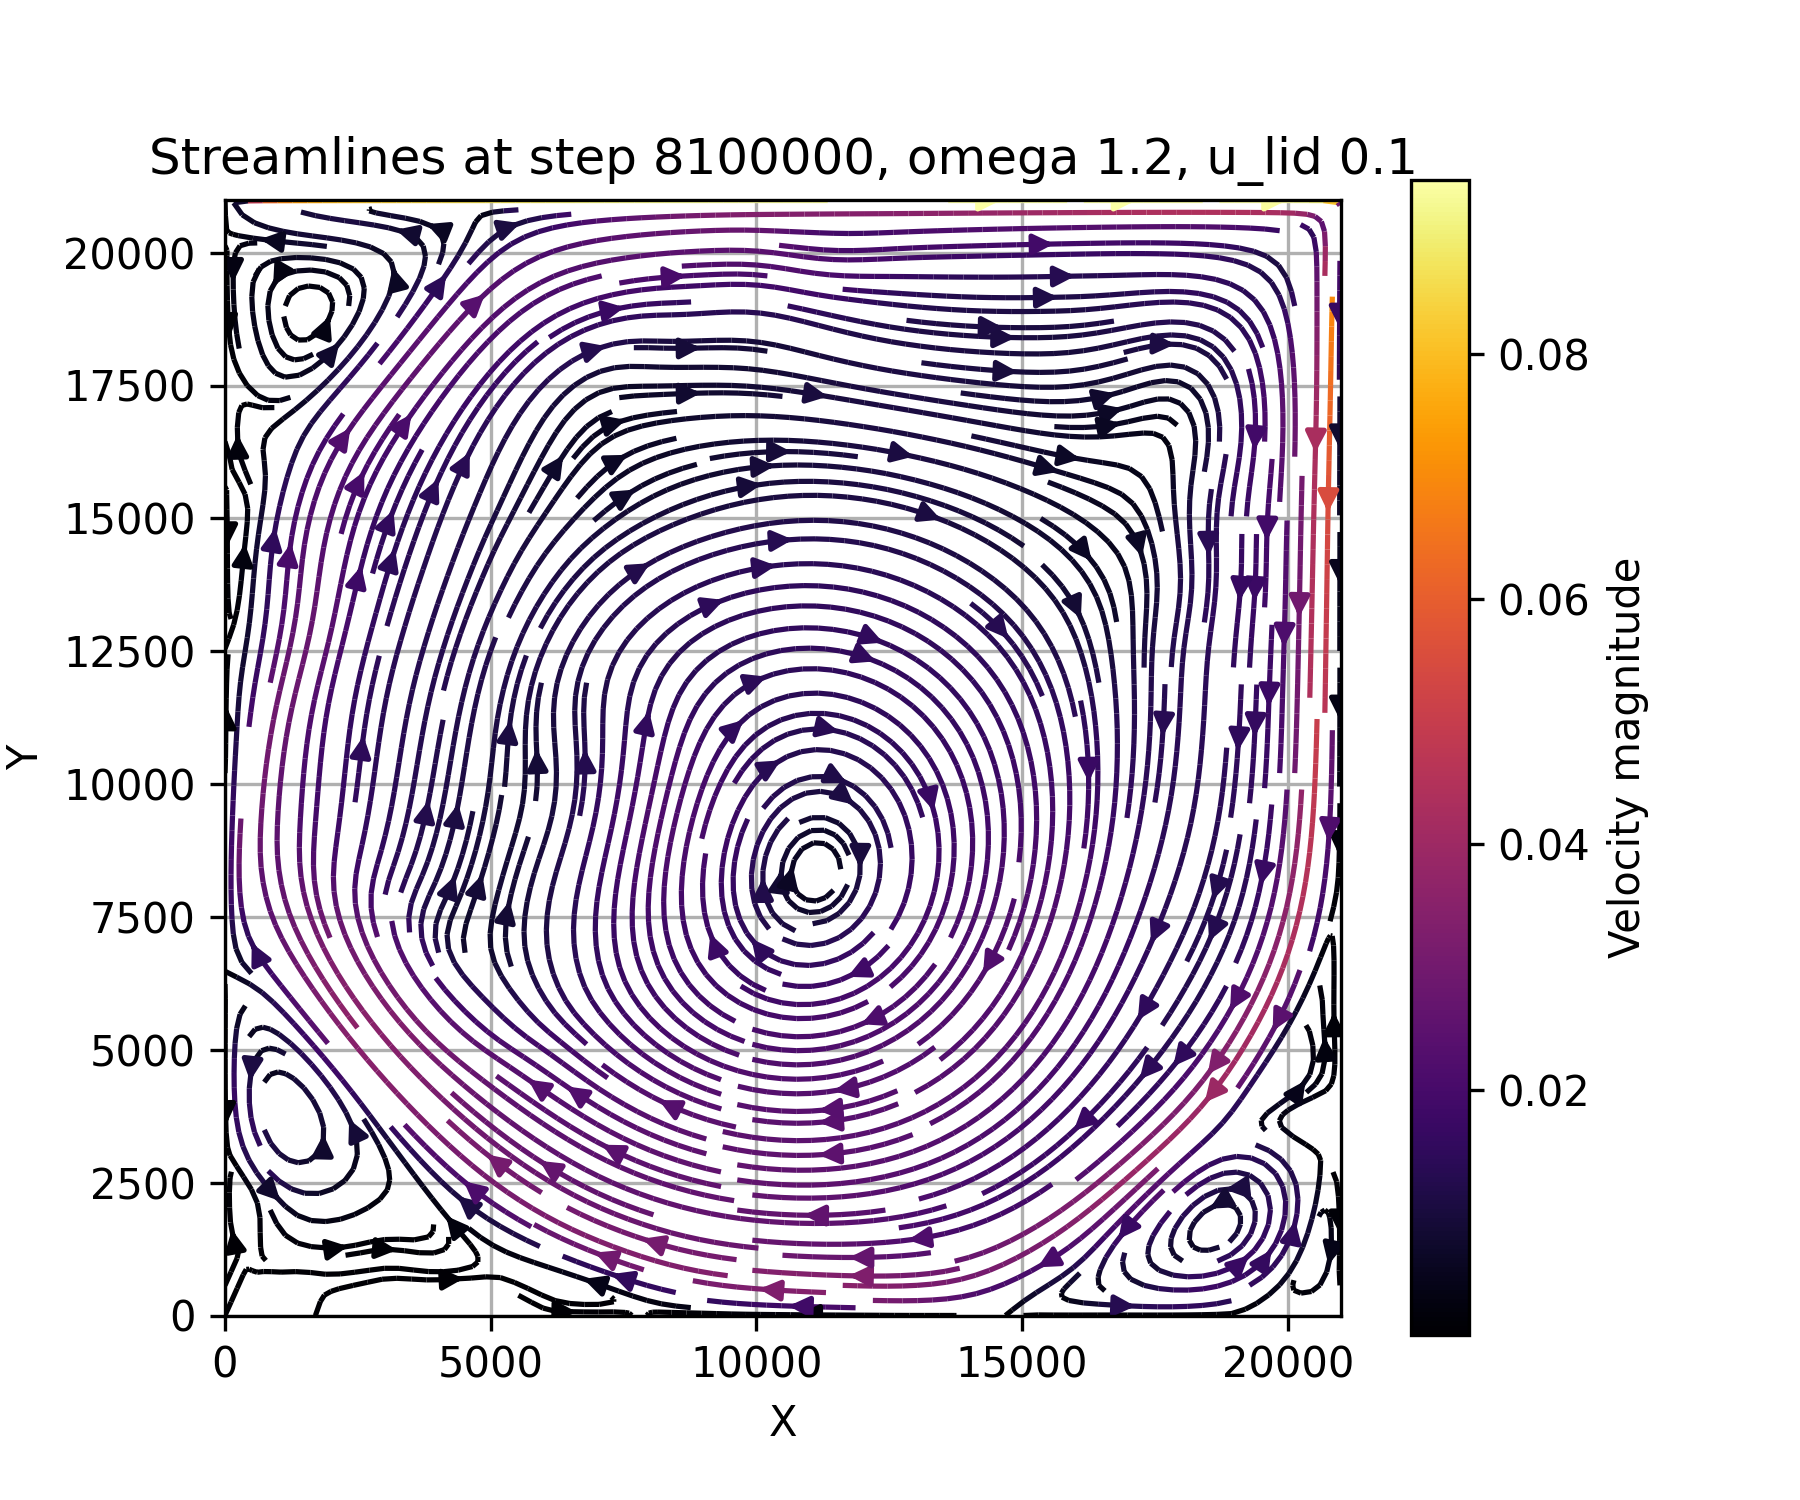 Streamlines at step 8100000, omega 1.2, u_lid 0.1
20000
17500
15000
12500
10000
7500
5000
2500
0
Y
0 5000 10000 15000 20000
X
0.08
0.06
0.04
0.02
Velocity magnitude